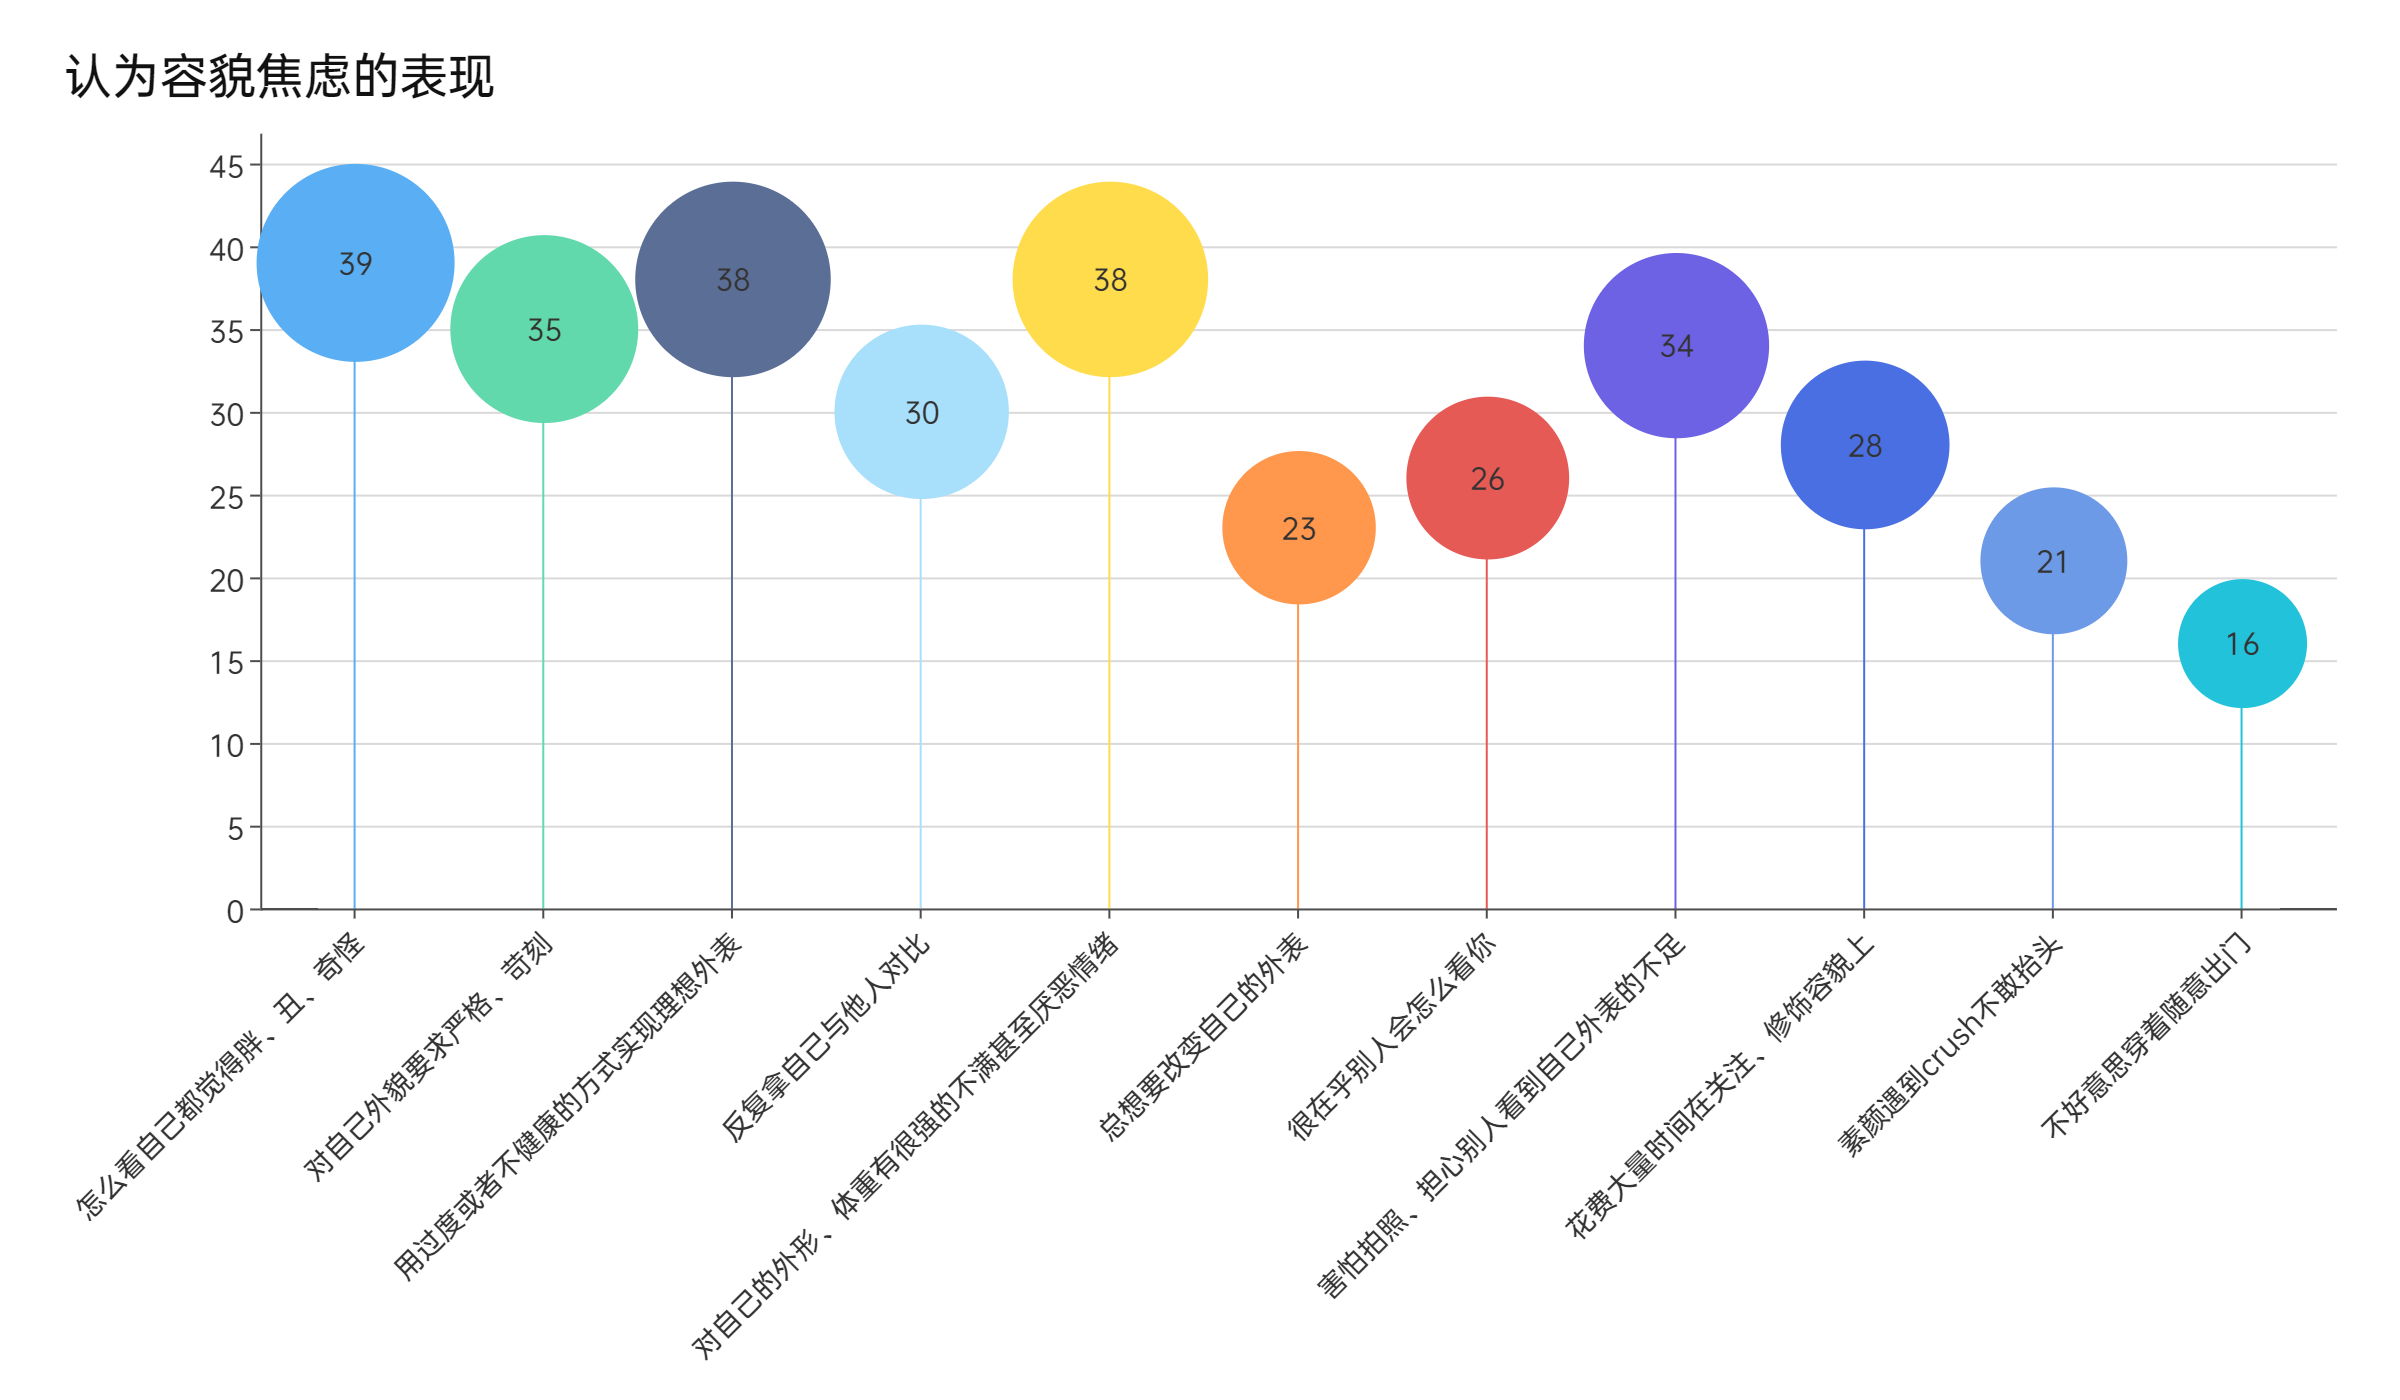 认为容貌焦虑的表现
45
40
35
30
25
20
15
10
5
0
39
35
38
30
38
23
26
34
28
21
16
怎么看自己都觉得胖、丑、奇怪
对自己外貌要求严格、苛刻
用过度或者不健康的方式实现理想外表
反复拿自己与他人对比
对自己的外形、体重有很强的不满甚至厌恶情绪
总想要改变自己的外表
很在乎别人会怎么看你
害怕拍照、担心别人看到自己外表的不足
花费大量时间在关注、修饰容貌上
素颜遇到crush不敢抬头
不好意思穿着随意出门